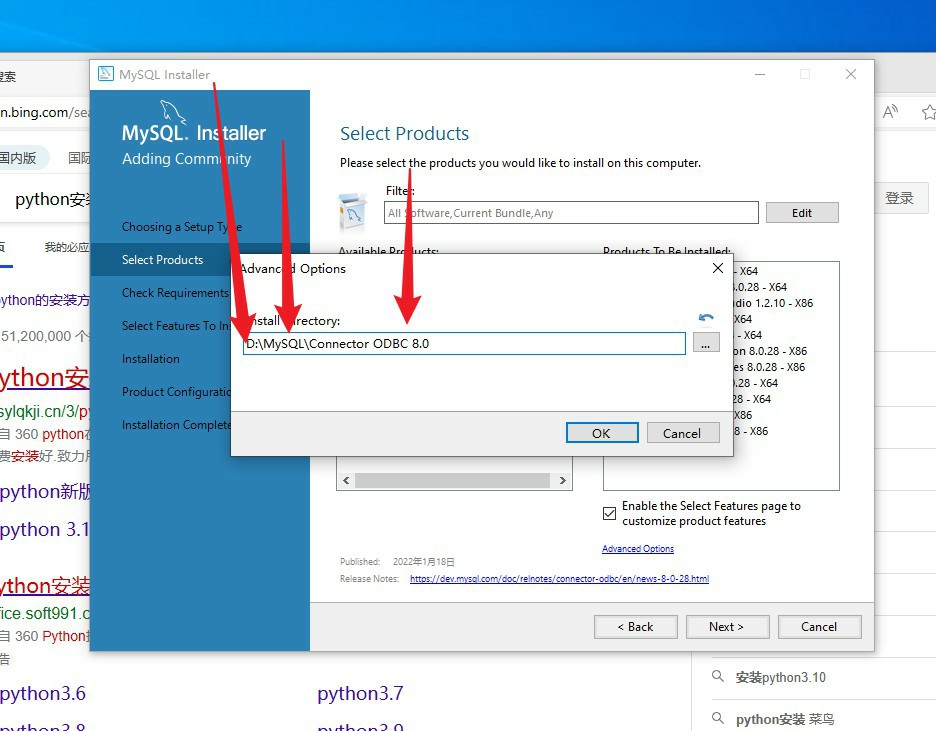 搜索
MySQL Installer
n.bing.com/sea
国内版
国际
python安装
登录
我的必应
ython的安装方
51,200,000 个
ython安
sylqkji.cn/3/py
自 360 python在
费安装好.致力
python新版
python 3.1
ython安装
fice.soft991.c
自 360 Python
告
python3.6
python3.7
python3.8
python3.9
安装python3.10
python安装 菜鸟
MySQL. Installer
Adding Community
Choosing a Setup Type
Select Products
Check Requirements
Select Features To In
Installation
Product Configuratio
Installation Complete
Select Products
Please select the products you would like to install on this computer.
Filter:
All Software,Current Bundle,Any
Edit
Available Products:
Products To Be Installed:
- X64
.0.28 - X64
dio 1.2.10 - X86
X64
- X64
on 8.0.28 - X86
es 8.0.28 - X86
.28 - X64
28 - X64
X86
8 - X86
Advanced Options
Install Directory:
D:\MySQL\Connector ODBC 8.0
...
OK
Cancel
Enable the Select Features page to
customize product features
Advanced Options
Published: 2022年1月18日
Release Notes: https://dev.mysql.com/doc/relnotes/connector-odbc/en/news-8-0-28.html
< Back
Next >
Cancel